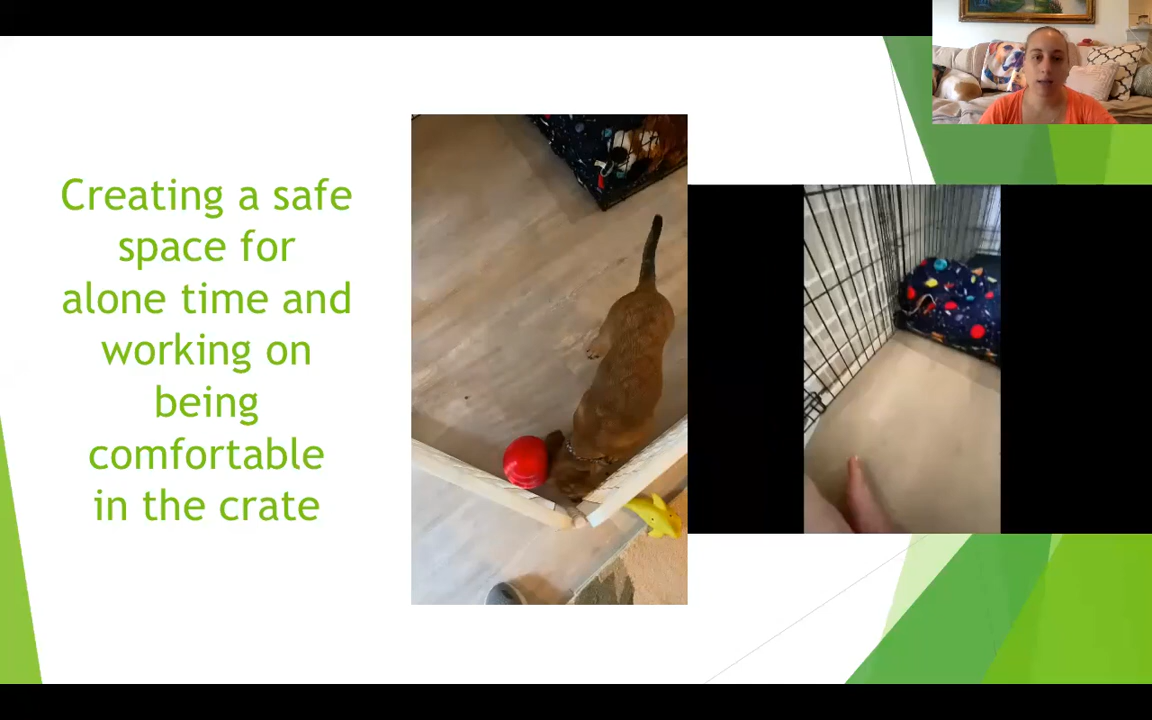 Creating a safe
space for
alone time and
working on
being
comfortable
in the crate